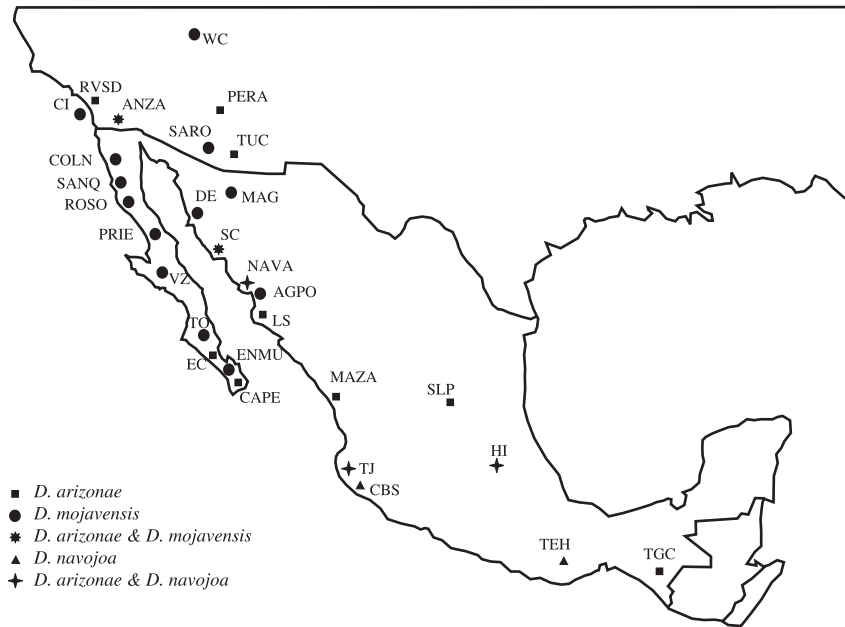 WC
RVSD
CI
ANZA
PERA
SARO
TUC
COLN
SANQ
ROSO
DE
MAG
PRIE
SC
VZ
NAVA
AGPO
LS
TO
EC
ENMU
CAPE
MAZA
SLP
TJ
HI
CBS
TEH
TGC
D. arizonae
D. mojavensis
D. arizonae & D. mojavensis
D. navojoa
D. arizonae & D. navojoa